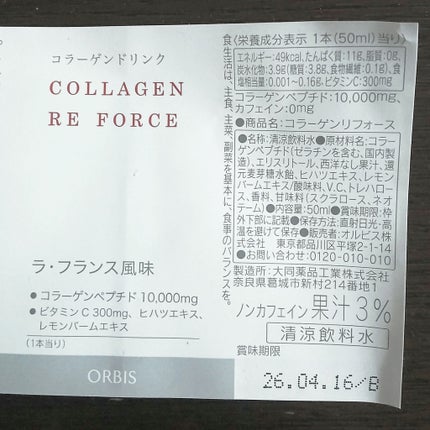 コラーゲンドリンク
COLLAGEN
RE FORCE
ラ・フランス風味
●コラーゲンペプチド 10,000mg
●ビタミンC 300mg、ヒハツエキス、
レモンバームエキス
(1本当り)
ORBIS
食生活は、主食、主菜、副菜を基本に、食事のバランスを。
〈栄養成分表示 1本(50ml)当り〉
エネルギー:49kcal、たんぱく質:11g、脂質:0g、
炭水化物:3.9g(糖質:3.8g、食物繊維:0.1g)、食
塩相当量:0.001~0.16g、ビタミンC:300mg
コラーゲンペプチド:10,000mg、
カフェイン:0mg
●商品名:コラーゲンリフォース
●名称:清涼飲料水●原材料名:コラー
ゲンペプチド(ゼラチンを含む、国内製
造)、エリスリトール、西洋なし果汁、還
元麦芽糖水飴、ヒハツエキス、レモン
バームエキス/酸味料、V.C、トレハロー
ス、香料、甘味料(スクラロース、ネオ
テーム)●内容量:50ml●賞味期限:枠
外下部に記載●保存方法:直射日光・高
温を避けて保存●販売者:オルビス株
式会社 東京都品川区平塚2-1-14
●お問い合わせ:0120-010-010
製造所:大同薬品工業株式会社
奈良県葛城市新村214番地1
ノンカフェイン 果汁3%
清涼飲料水
賞味期限
26.04.16/B